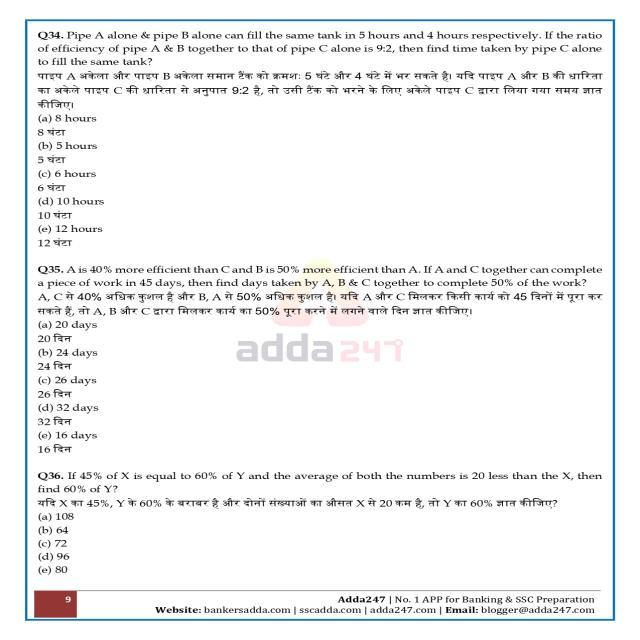 Q34. Pipe A alone & pipe B alone can fill the same tank in 5 hours and 4 hours respectively. If the ratio
of efficiency of pipe A & B together to that of pipe C alone is 9:2, then find time taken by pipe C alone
to fill the same tank?
पाइप A अकेला और पाइप B अकेला समान टैंक को क्रमशः 5 घंटे और 4 घंटे में भर सकते है। यदि पाइप A और B की धारिता
का अकेले पाइप C की धारिता से अनुपात 9:2 है, तो उसी टैंक को भरने के लिए अकेले पाइप C द्वारा लिया गया समय ज्ञात
कीजिए।
(a) 8 hours
8 घंटा
(b) 5 hours
5 घंटा
(c) 6 hours
6 घंटा
(d) 10 hours
10 घंटा
(e) 12 hours
12 घंटा
Q35. A is 40% more efficient than C and B is 50% more efficient than A. If A and C together can complete
a piece of work in 45 days, then find days taken by A, B & C together to complete 50% of the work?
A, C से 40% अधिक कुशल है और B, A से 50% अधिक कुशल है। यदि A और C मिलकर किसी कार्य को 45 दिनों में पूरा कर
सकते हैं, तो A, B और C द्वारा मिलकर कार्य का 50% पूरा करने में लगने वाले दिन ज्ञात कीजिए।
(a) 20 days
20 दिन
(b) 24 days
24 दिन
(c) 26 days
26 दिन
(d) 32 days
32 दिन
(e) 16 days
16 दिन
adda247
Q36. If 45% of X is equal to 60% of Y and the average of both the numbers is 20 less than the X, then
find 60% of Y?
यदि X का 45%, Y के 60% के बराबर है और दोनों संख्याओं का औसत X से 20 कम है, तो Y का 60% ज्ञात कीजिए?
(a) 108
(b) 64
(c) 72
(d) 96
(e) 80
9
Adda247 | No. 1 APP for Banking & SSC Preparation
Website: bankersadda.com | sscadda.com | adda247.com | Email: blogger@adda247.com